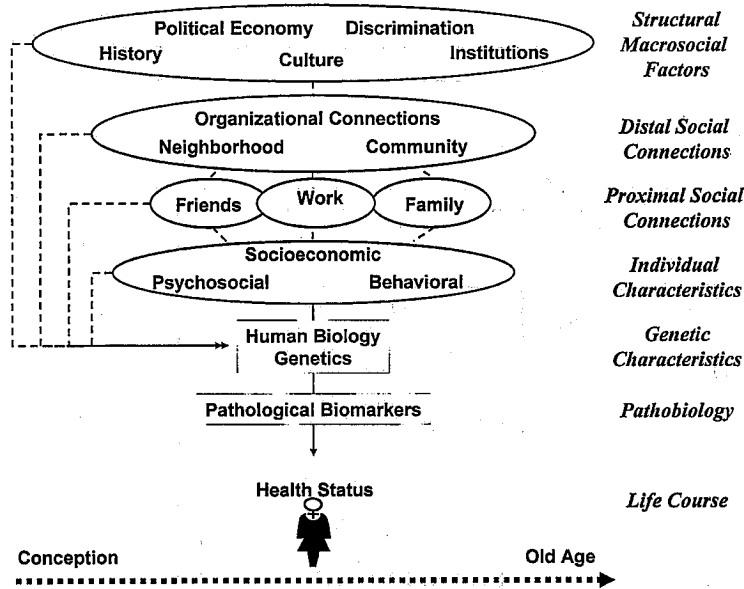 Political Economy Discrimination
History Culture Institutions
Structural
Macrosocial
Factors
Organizational Connections
Neighborhood Community
Distal Social
Connections
Friends Work Family
Proximal Social
Connections
Socioeconomic
Psychosocial Behavioral
Individual
Characteristics
Human Biology
Genetics
Genetic
Characteristics
Pathological Biomarkers
Pathobiology
Health Status
Life Course
Conception Old Age